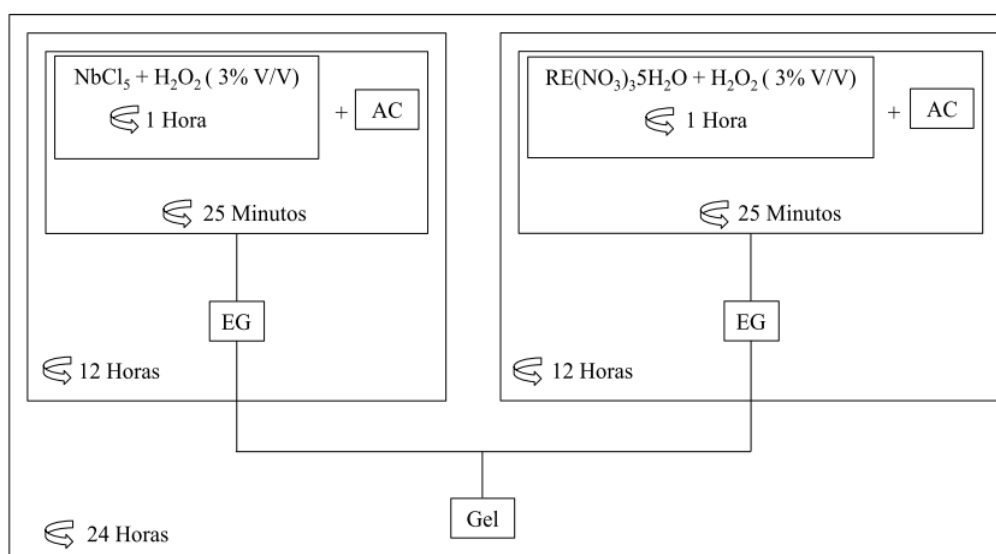 NbCl₅ + H₂O₂ ( 3% V/V)
1 Hora
+ AC
25 Minutos
EG
12 Horas
RE(NO₃)₃5H₂O + H₂O₂ ( 3% V/V)
1 Hora
+ AC
25 Minutos
EG
12 Horas
Gel
24 Horas